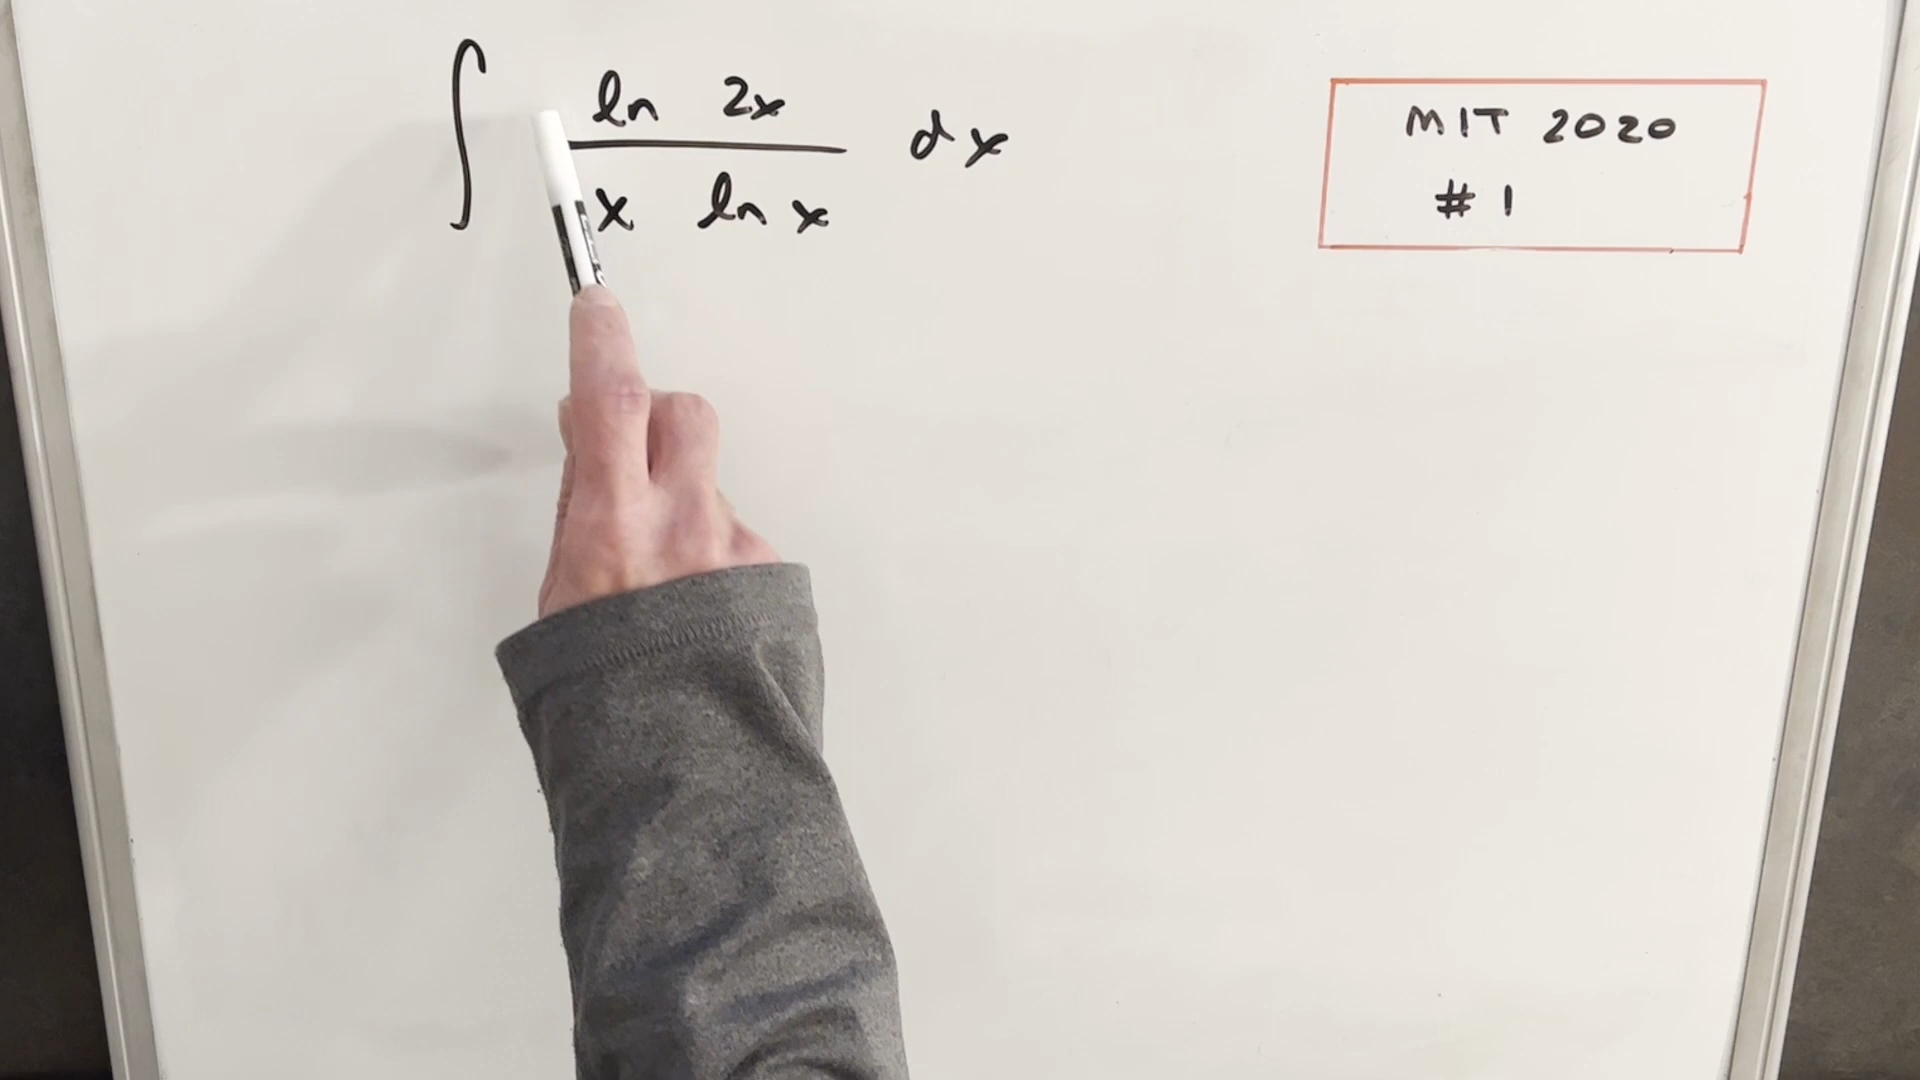 ∫ ln 2x / x ln x dx
MIT 2020
# 1